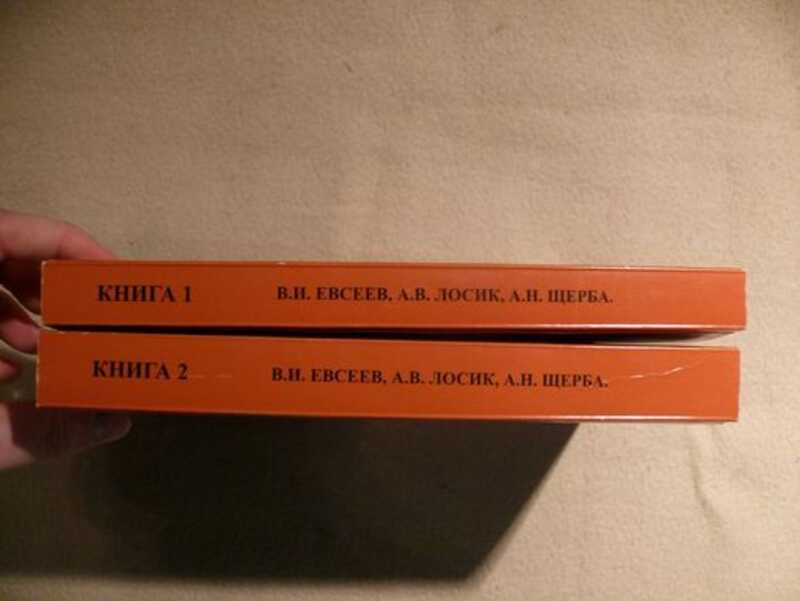 КНИГА 1 В.И. ЕВСЕЕВ, А.В. ЛОСИК, А.Н. ЩЕРБА.
КНИГА 2 В.И. ЕВСЕЕВ, А.В. ЛОСИК, А.Н. ЩЕРБА.